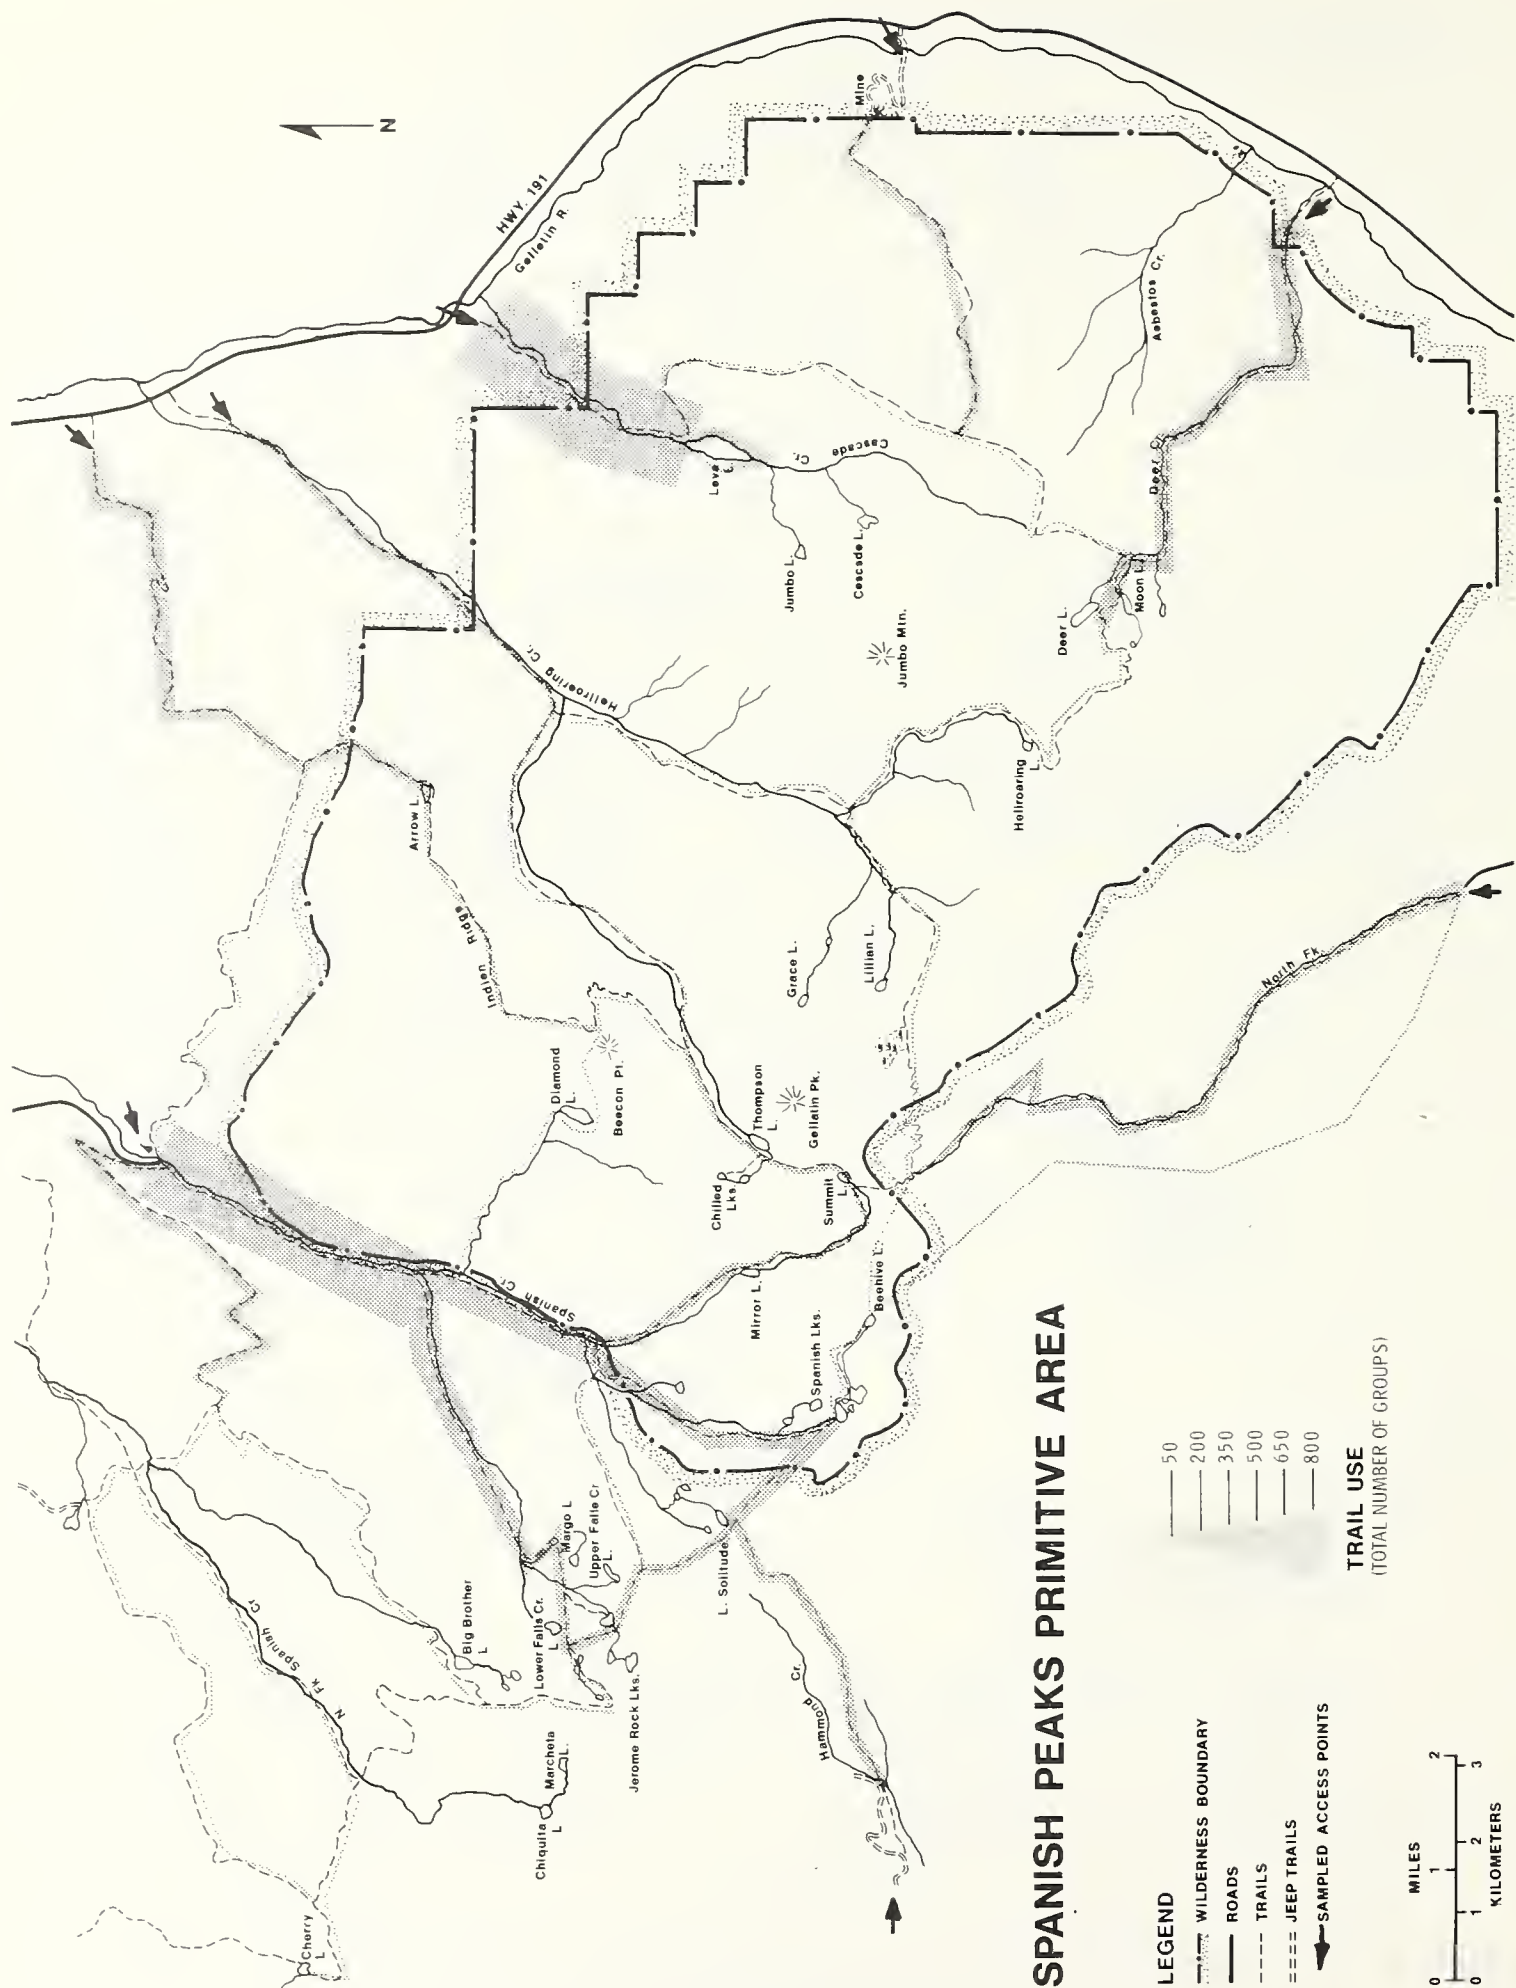 N
HWY. 191
Gallatin R.
Mine
Asbestos Cr.
Deer Cr.
Cascade
Cr.
Lava
L.
Jumbo L.
Cascade L.
Jumbo Mtn.
Deer L.
Moon L.
Hellroaring Cr.
Hellroaring
L.
Arrow L.
Indian Ridge
Grace L.
Lillian L.
North Fk.
Diamond
L.
Beacon Pt.
Thompson
L.
Gallatin Pk.
Chilled
Lks.
Summit
L.
Mirror L.
Beehive L.
Spanish Lks.
Spanish Cr
Margo L
Upper Falls Cr
L.
L. Solitude
Big Brother
L
Lower Falls Cr.
L
Jerome Rock Lks.
Hammond Cr.
N Fk Spanish Cr
Marcheta
L.
Chiquita
L
Cherry
L
SPANISH PEAKS PRIMITIVE AREA
LEGEND
WILDERNESS BOUNDARY
ROADS
TRAILS
JEEP TRAILS
SAMPLED ACCESS POINTS
50
200
350
500
650
800
TRAIL USE
(TOTAL NUMBER OF GROUPS)
MILES
0 1 2
0 1 2 3
KILOMETERS